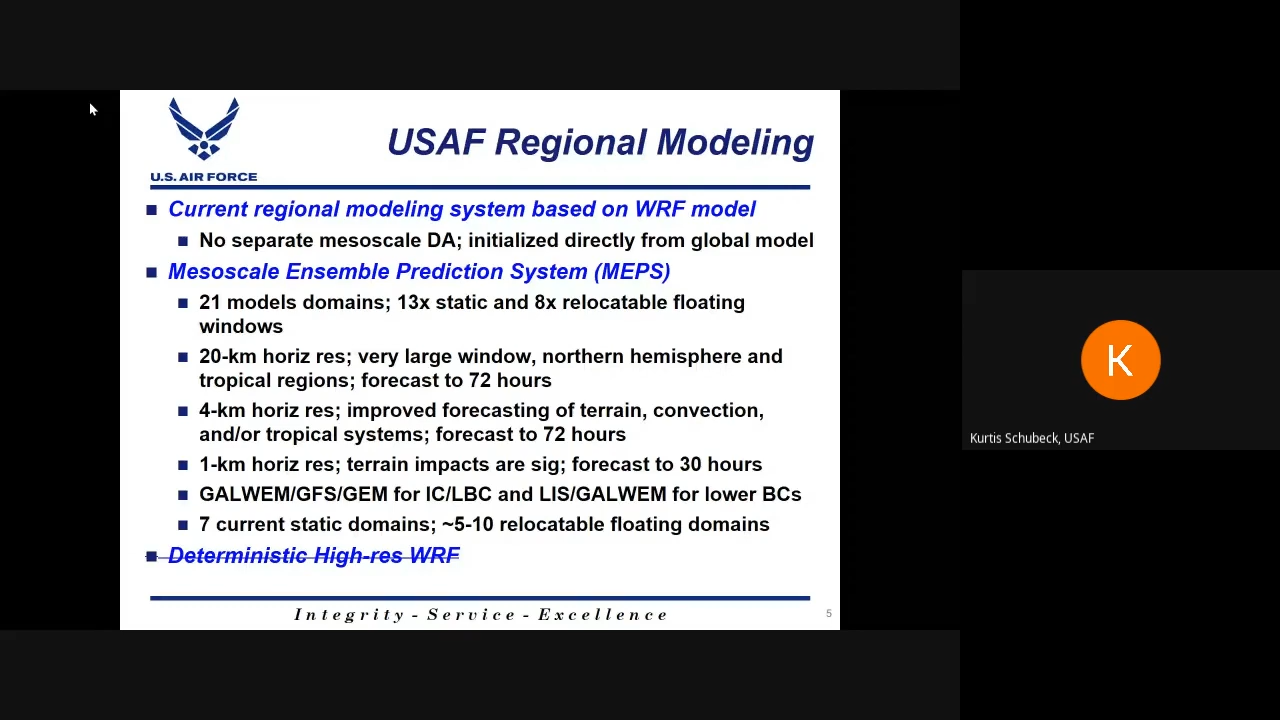 USAF Regional Modeling
U.S. AIR FORCE
Current regional modeling system based on WRF model
No separate mesoscale DA; initialized directly from global model
Mesoscale Ensemble Prediction System (MEPS)
21 models domains; 13x static and 8x relocatable floating
windows
20-km horiz res; very large window, northern hemisphere and
tropical regions; forecast to 72 hours
4-km horiz res; improved forecasting of terrain, convection,
and/or tropical systems; forecast to 72 hours
1-km horiz res; terrain impacts are sig; forecast to 30 hours
GALWEM/GFS/GEM for IC/LBC and LIS/GALWEM for lower BCs
7 current static domains; ~5-10 relocatable floating domains
Deterministic High-res WRF
Integrity - Service - Excellence
5
K
Kurtis Schubeck, USAF